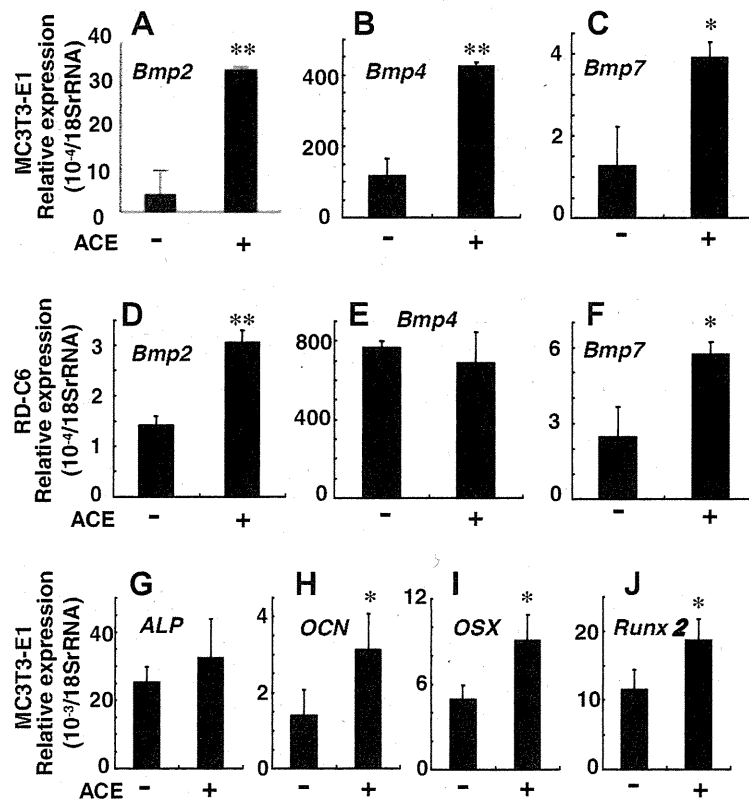 A B C
MC3T3-E1
Relative expression
(10-4/18SrRNA)
40
30
20
10
0
Bmp2
**
400
200
0
Bmp4
**
4
2
0
Bmp7
*
ACE - + - + - +
D E F
RD-C6
Relative expression
(10-4/18SrRNA)
3
2
1
0
Bmp2
**
800
400
0
Bmp4
6
3
0
Bmp7
*
ACE - + - + - +
G H I J
MC3T3-E1
Relative expression
(10-3/18SrRNA)
40
20
0
ALP
4
2
0
OCN
*
12
6
0
OSX
*
20
10
0
Runx 2
*
ACE - + - + - + - +